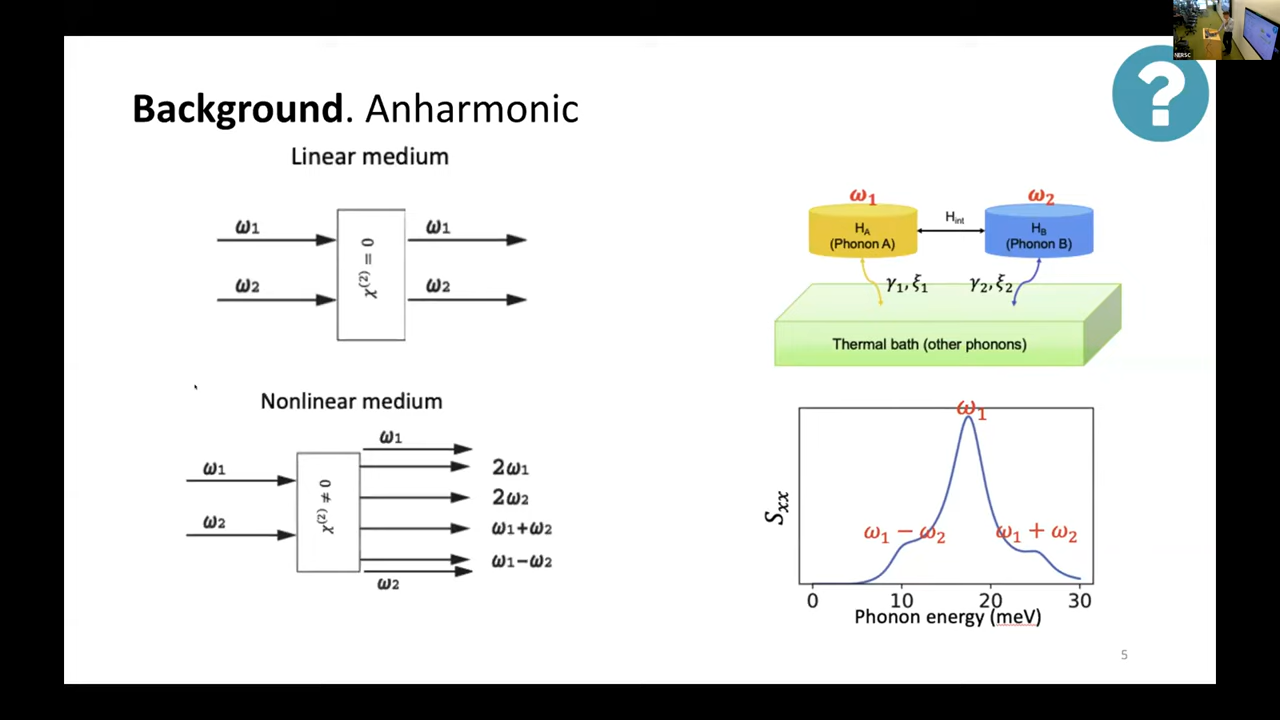 Background. Anharmonic
Linear medium
ω1
ω2
χ(2) = 0
ω1
ω2
Nonlinear medium
ω1
ω2
χ(2) ≠ 0
ω1
2ω1
2ω2
ω1+ω2
ω1−ω2
ω2
?
ω1
ω2
HA
(Phonon A)
Hint
HB
(Phonon B)
γ1, ξ1
γ2, ξ2
Thermal bath (other phonons)
ω1
Sxx
ω1 − ω2
ω1 + ω2
0 10 20 30
Phonon energy (meV)
5
NERSC